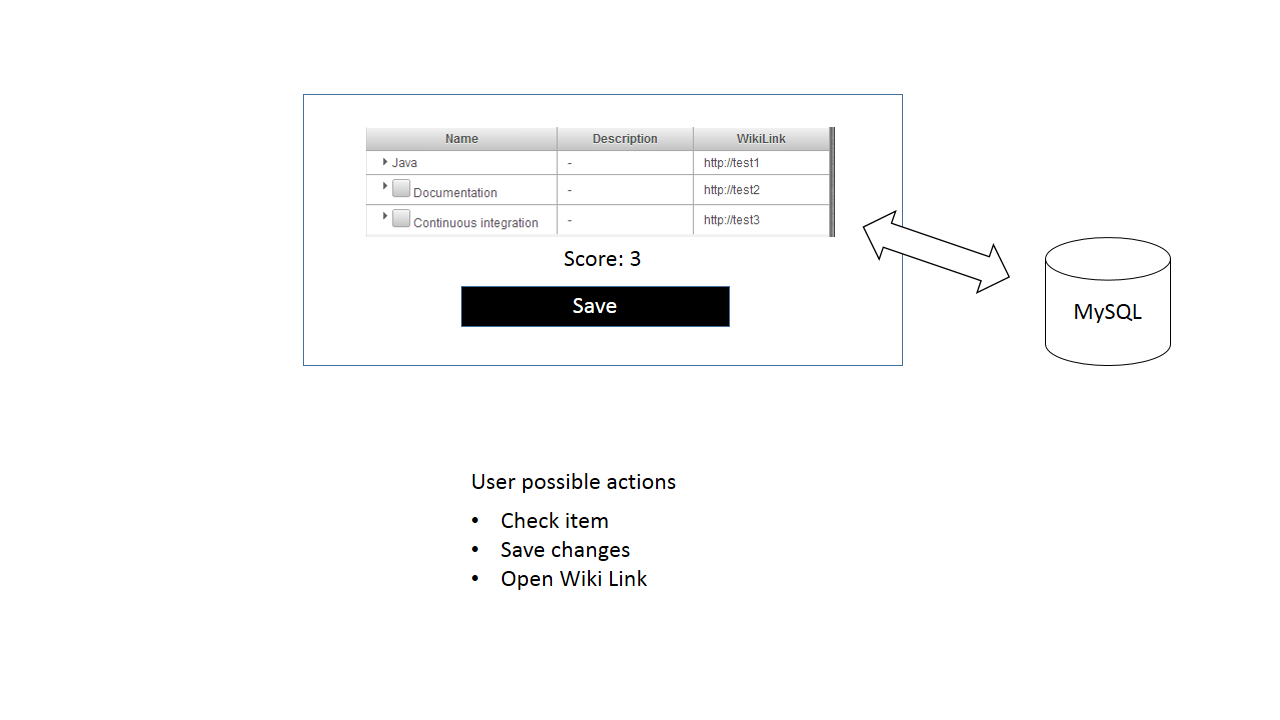 Name Description WikiLink
Java - http://test1
Documentation - http://test2
Continuous integration - http://test3
Score: 3
Save
MySQL
User possible actions
• Check item
• Save changes
• Open Wiki Link